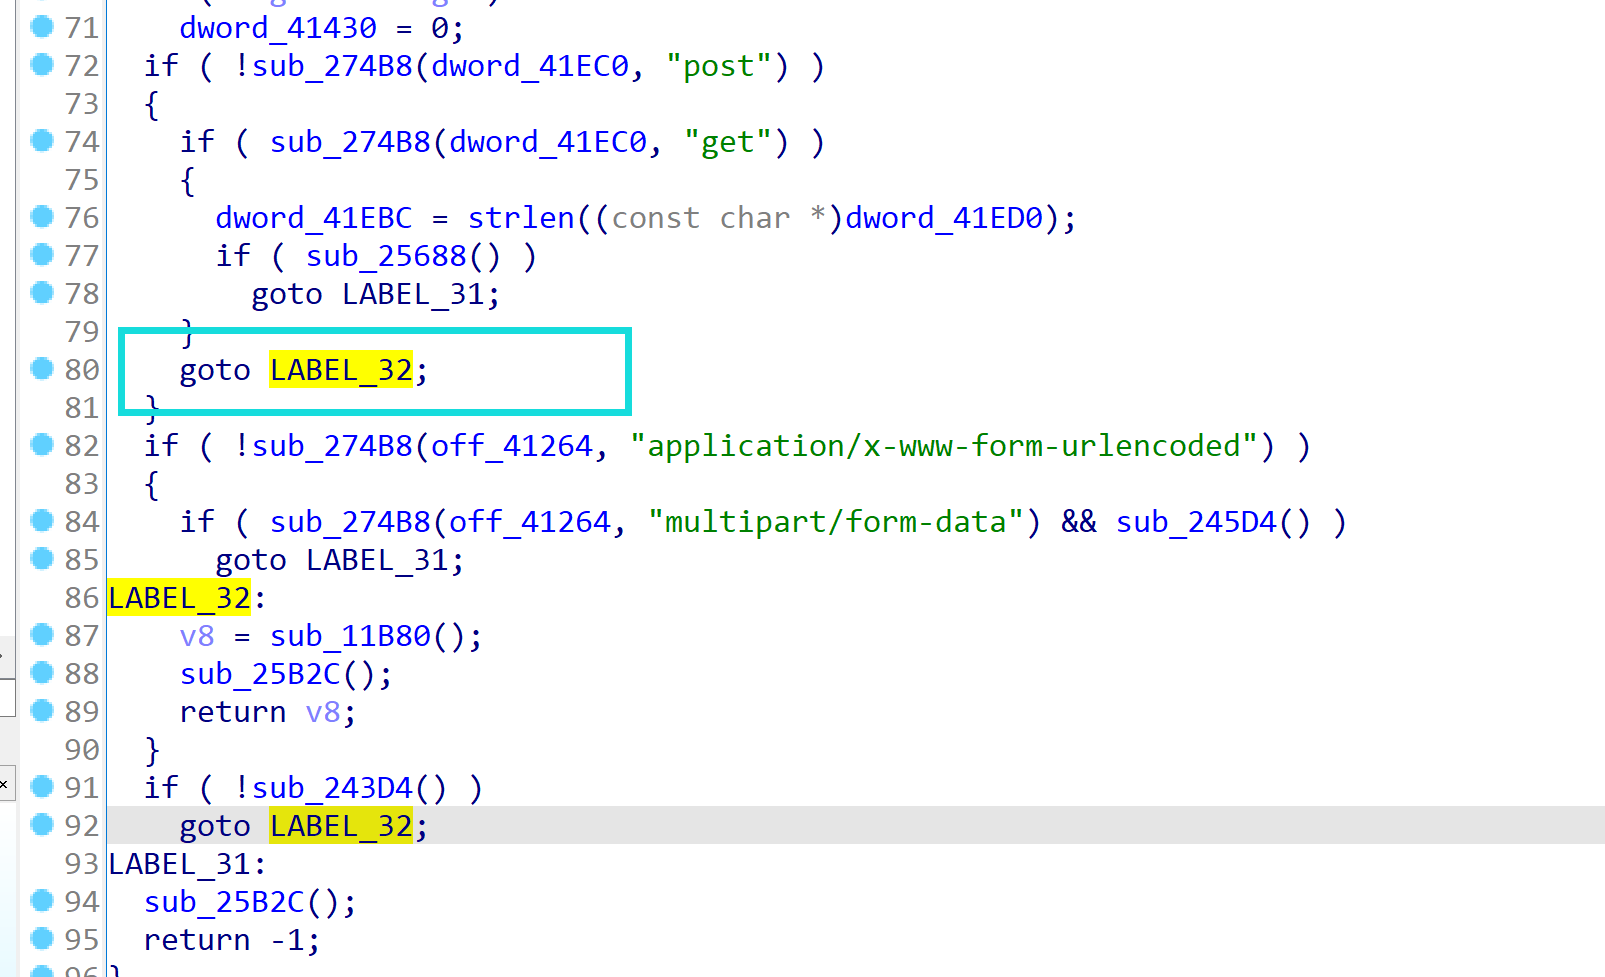 71 dword_41430 = 0;
72 if ( !sub_274B8(dword_41EC0, "post") )
73 {
74 if ( sub_274B8(dword_41EC0, "get") )
75 {
76 dword_41EBC = strlen((const char *)dword_41ED0);
77 if ( sub_25688() )
78 goto LABEL_31;
79 }
80 goto LABEL_32;
81 }
82 if ( !sub_274B8(off_41264, "application/x-www-form-urlencoded") )
83 {
84 if ( sub_274B8(off_41264, "multipart/form-data") && sub_245D4() )
85 goto LABEL_31;
86 LABEL_32:
87 v8 = sub_11B80();
88 sub_25B2C();
89 return v8;
90 }
91 if ( !sub_243D4() )
92 goto LABEL_32;
93 LABEL_31:
94 sub_25B2C();
95 return -1;
96 }